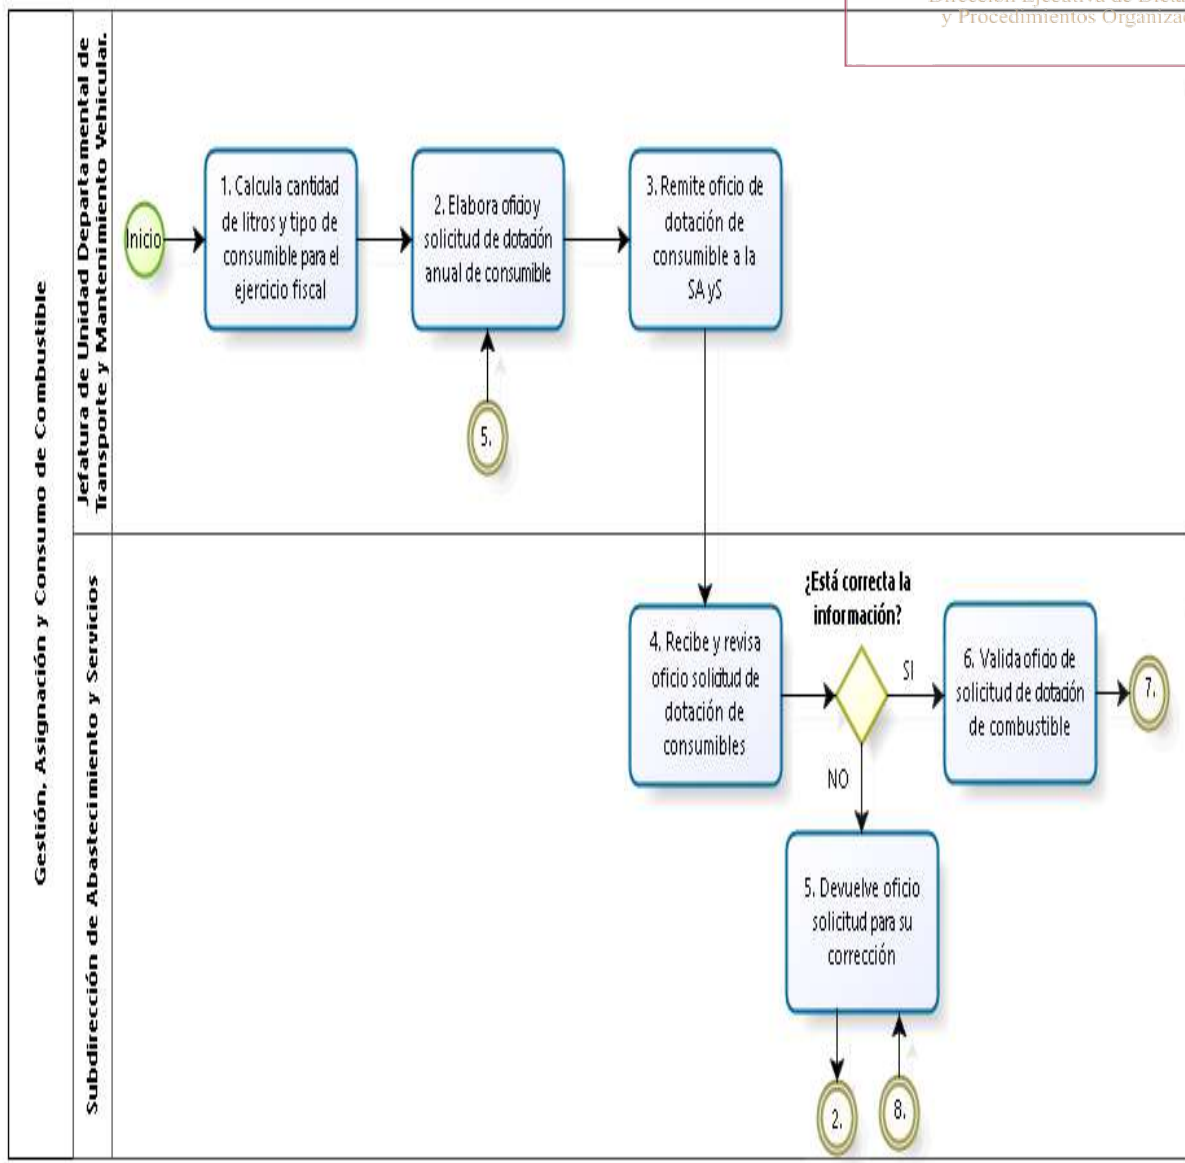 y Procedimientos Organiza
Gestión, Asignación y Consumo de Combustible
Jefatura de Unidad Departamental de
Transporte y Mantenimiento Vehicular.
Inicio
1. Calcula cantidad
de litros y tipo de
consumible para el
ejercicio fiscal
2. Elabora oficio y
solicitud de dotación
anual de consumible
3. Remite oficio de
dotación de
consumible a la
SA yS
5.
Subdirección de Abastecimiento y Servicios
4. Recibe y revisa
oficio solicitud de
dotación de
consumibles
¿Está correcta la
información?
SI
NO
6. Valida oficio de
solicitud de dotación
de combustible
7.
5. Devuelve oficio
solicitud para su
corrección
2.
8.